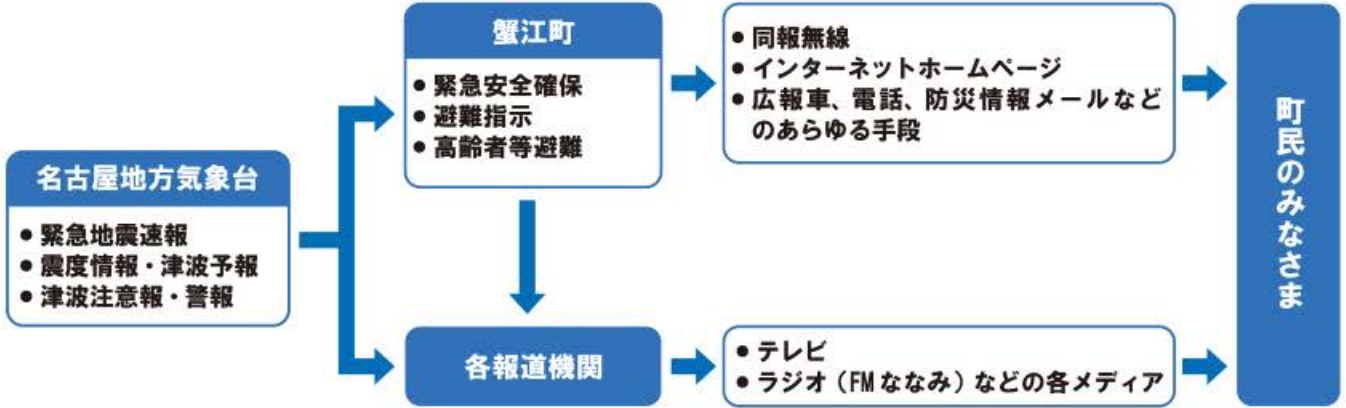 名古屋地方気象台
● 緊急地震速報
● 震度情報・津波予報
● 津波注意報・警報
蟹江町
● 緊急安全確保
● 避難指示
● 高齢者等避難
● 同報無線
● インターネットホームページ
● 広報車、電話、防災情報メールなど
のあらゆる手段
各報道機関
● テレビ
● ラジオ（FMななみ）などの各メディア
町民のみなさま